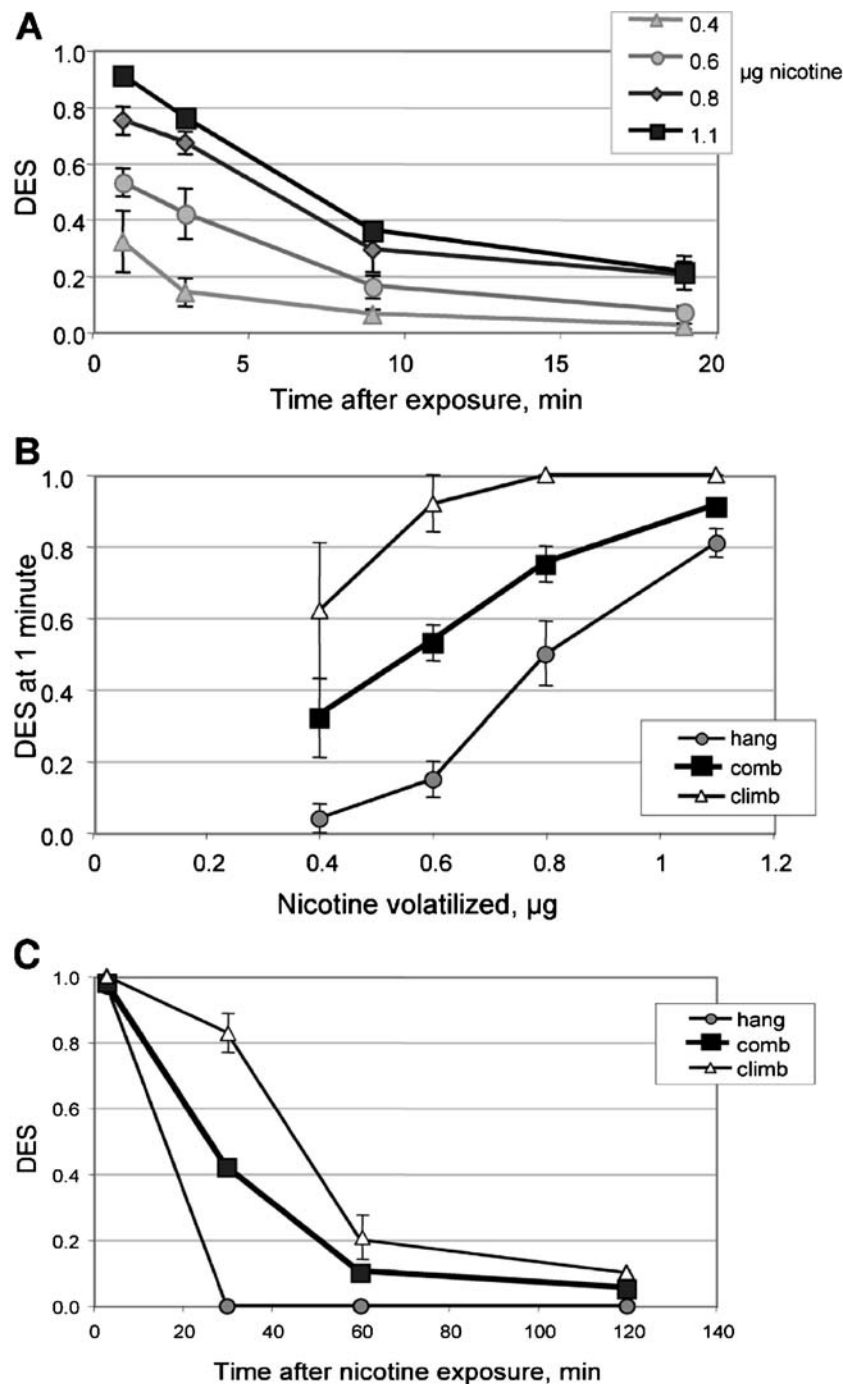 A
0.4
0.6
0.8
1.1
µg nicotine
1.0
0.8
0.6
0.4
0.2
0.0
DES
0 5 10 15 20
Time after exposure, min
B
1.0
0.8
0.6
0.4
0.2
0.0
DES at 1 minute
hang
comb
climb
0 0.2 0.4 0.6 0.8 1 1.2
Nicotine volatilized, µg
C
1.0
0.8
0.6
0.4
0.2
0.0
DES
hang
comb
climb
0 20 40 60 80 100 120 140
Time after nicotine exposure, min